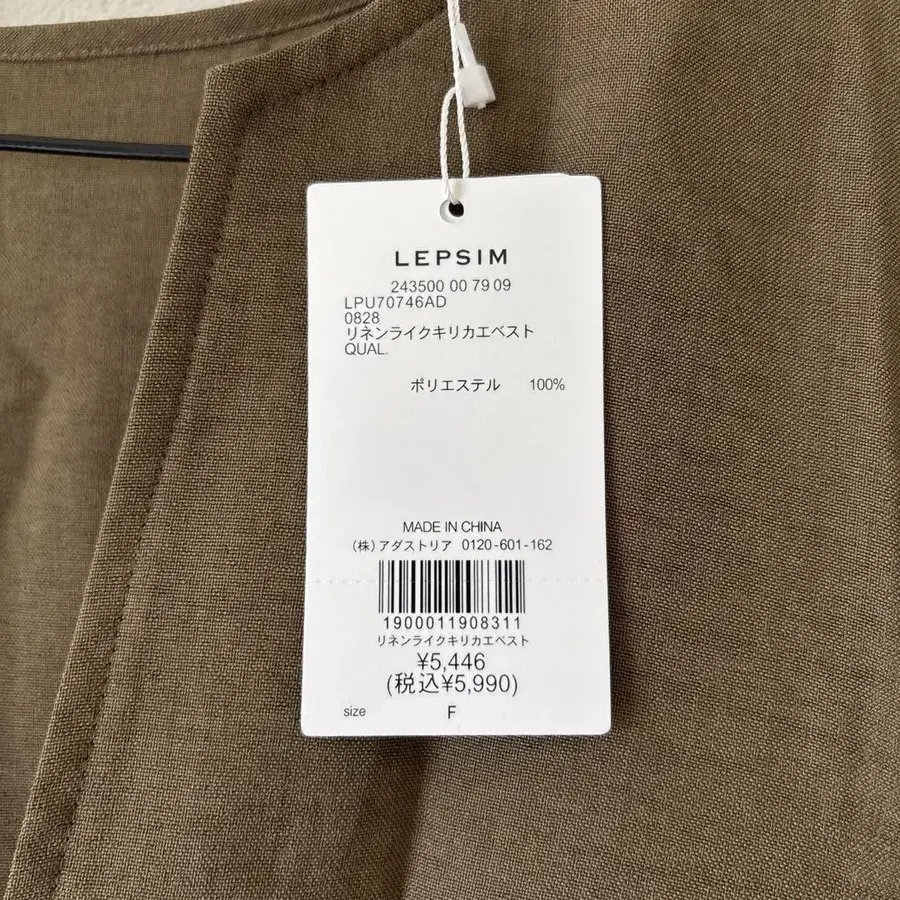 LEPSIM
243500 00 79 09
LPU70746AD
0828
リネンライクキリカエベスト
QUAL.
ポリエステル 100%
MADE IN CHINA
(株)アダストリア 0120-601-162
1900011908311
リネンライクキリカエベスト
¥5,446
(税込¥5,990)
size F